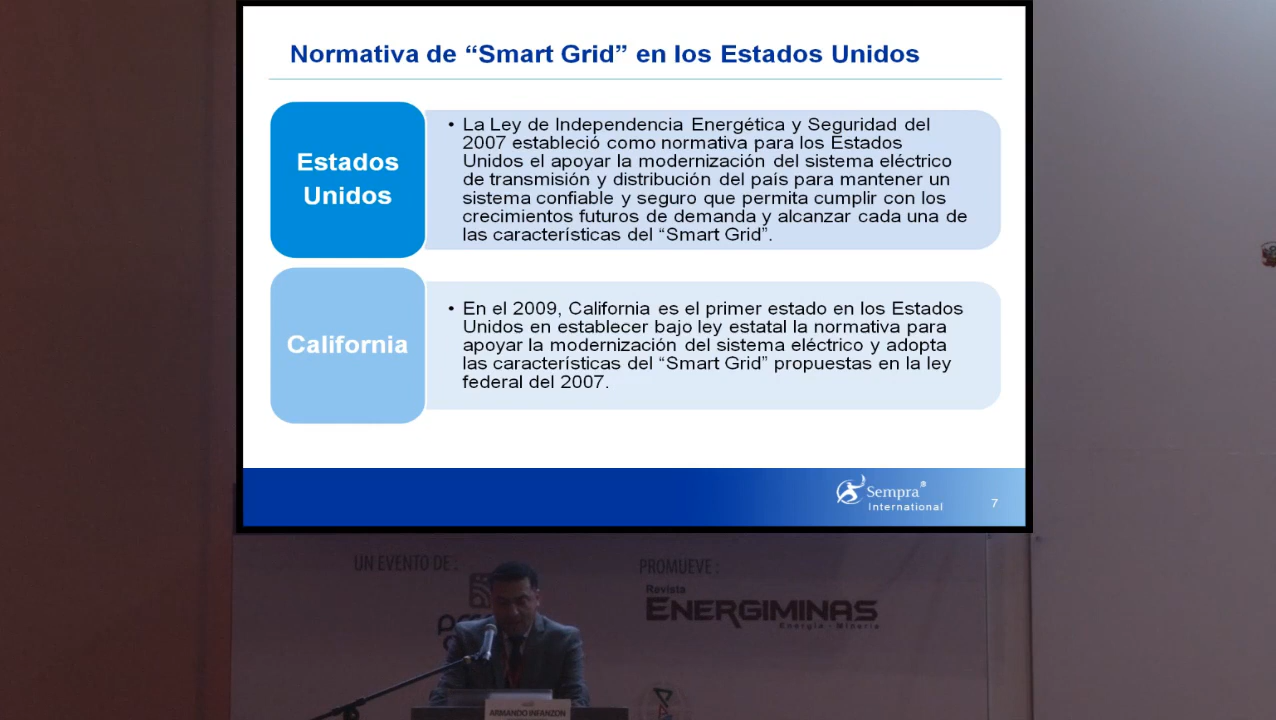 Normativa de “Smart Grid” en los Estados Unidos
Estados
Unidos
• La Ley de Independencia Energética y Seguridad del
2007 estableció como normativa para los Estados
Unidos el apoyar la modernización del sistema eléctrico
de transmisión y distribución del país para mantener un
sistema confiable y seguro que permita cumplir con los
crecimientos futuros de demanda y alcanzar cada una de
las características del “Smart Grid”.
California
• En el 2009, California es el primer estado en los Estados
Unidos en establecer bajo ley estatal la normativa para
apoyar la modernización del sistema eléctrico y adopta
las características del “Smart Grid” propuestas en la ley
federal del 2007.
Sempra®
International
7
UN EVENTO DE :
PROMUEVE :
Revista
ENERGIMINAS
Energía - Minería
ARMANDO INFANZON